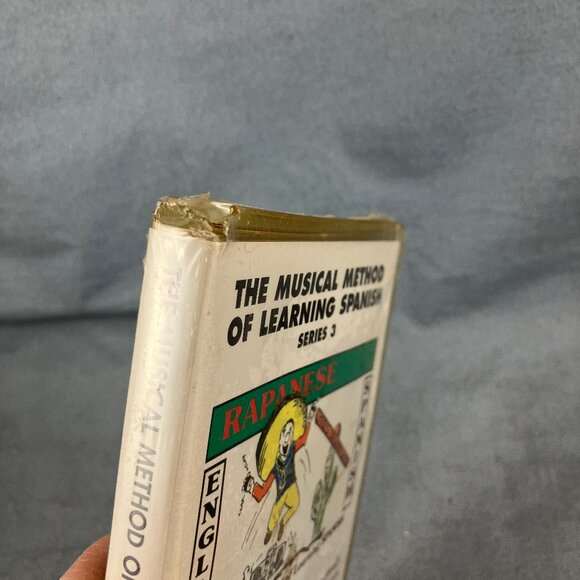 THE MUSICAL METHOD
OF LEARNING SPANISH
SERIES 3
RAPANESE
SPANISH
ENGL
THE MUSICAL METHOD O